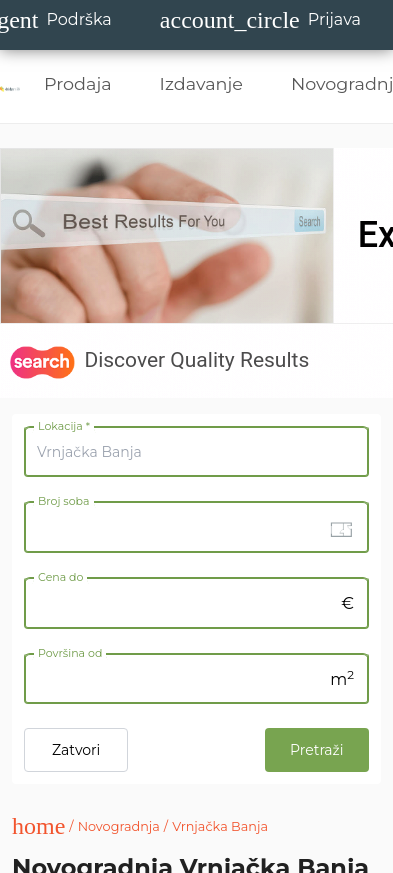 gent Podrška account_circle Prijava
Prodaja Izdavanje Novogradnj
Best Results For You Search
Ex
search Discover Quality Results
Lokacija *
Vrnjačka Banja
Broj soba
Cena do
€
Površina od
m²
Zatvori Pretraži
home / Novogradnja / Vrnjačka Banja
Novogradnja Vrnjačka Banja